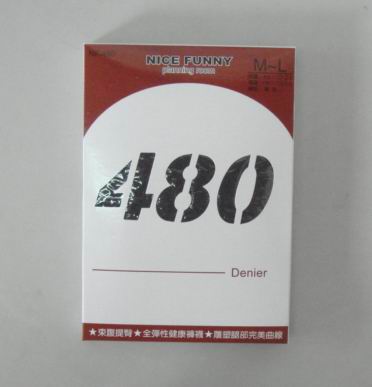 NICE FUNNY
planning room
M~L
480
Denier
★束腹提臀★全彈性健康褲襪★雕塑腿部完美曲線